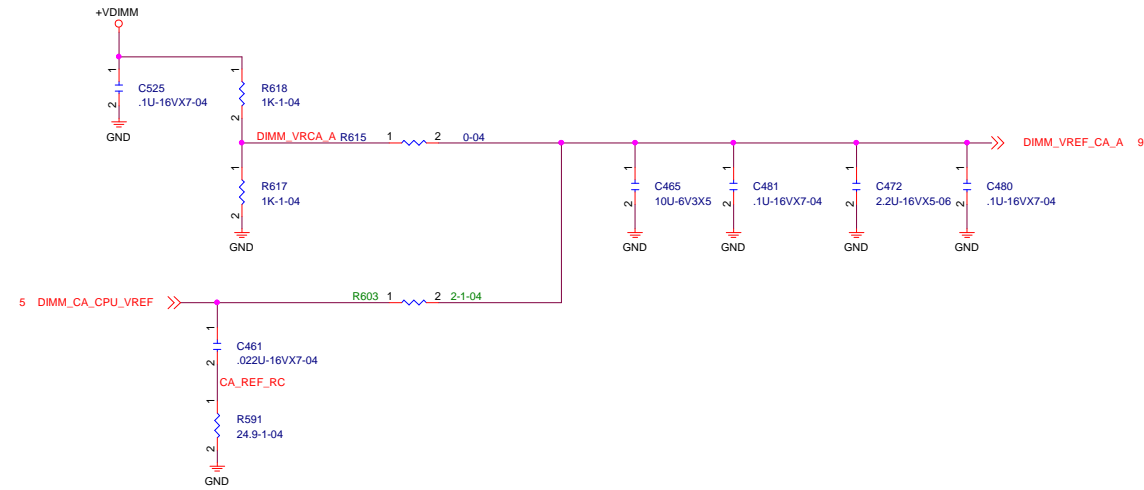 +VDIMM
1
C525
.1U-16VX7-04
2
GND
1
R618
1K-1-04
2
DIMM_VRCA_A R615 1 2 0-04
1
R617
1K-1-04
2
GND
1
C465
10U-6V3X5
2
GND
1
C481
.1U-16VX7-04
2
GND
1
C472
2.2U-16VX5-06
2
GND
1
C480
.1U-16VX7-04
2
GND
DIMM_VREF_CA_A 9
5 DIMM_CA_CPU_VREF
R603 1 2 2-1-04
1
C461
.022U-16VX7-04
2
CA_REF_RC
1
R591
24.9-1-04
2
GND